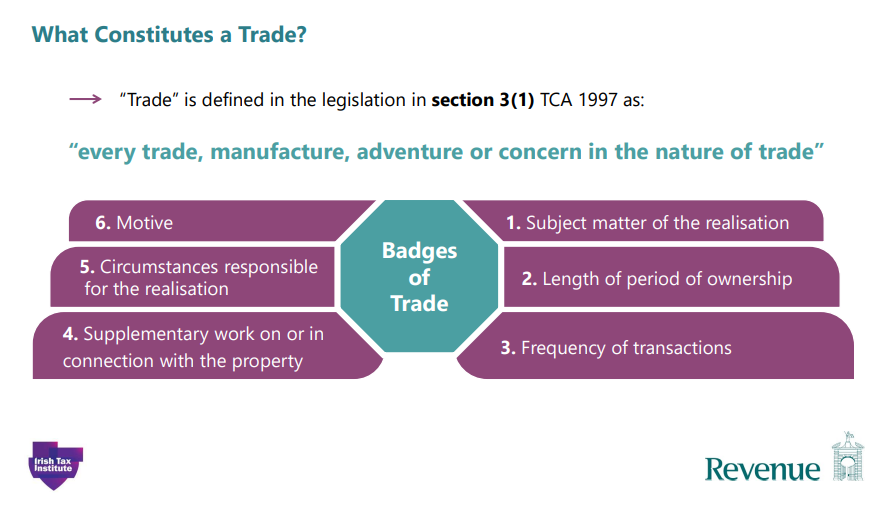 What Constitutes a Trade?
“Trade” is defined in the legislation in section 3(1) TCA 1997 as:
“every trade, manufacture, adventure or concern in the nature of trade”
Badges
of
Trade
1. Subject matter of the realisation
2. Length of period of ownership
3. Frequency of transactions
4. Supplementary work on or in
connection with the property
5. Circumstances responsible
for the realisation
6. Motive
Irish Tax
Institute
Revenue